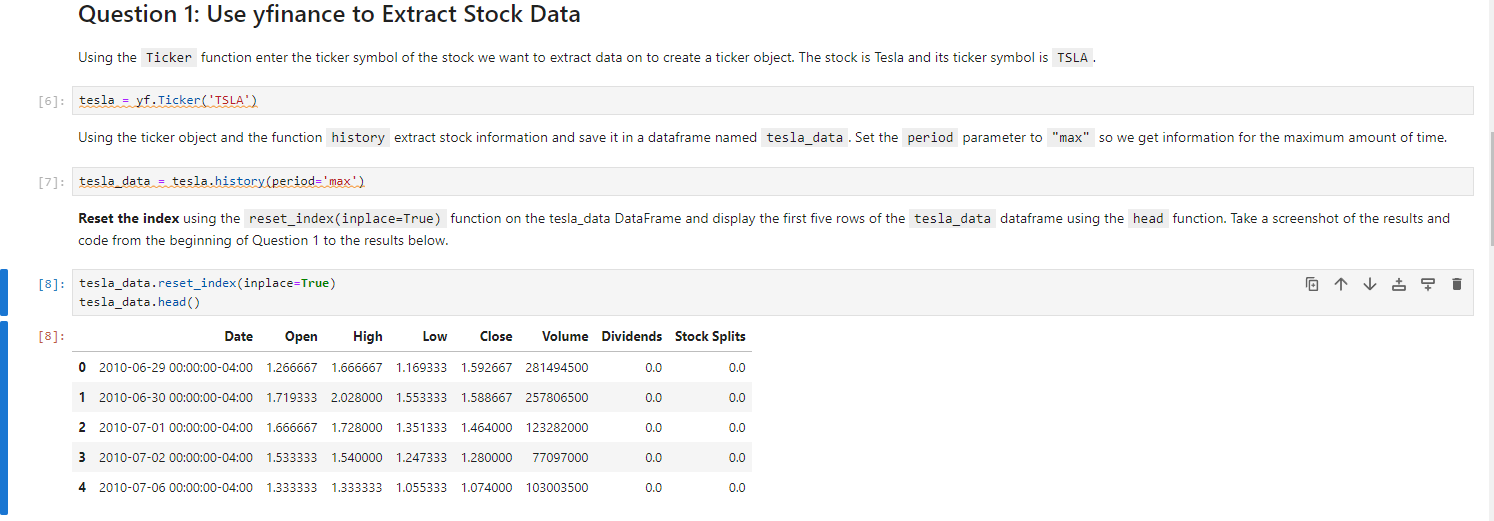 Question 1: Use yfinance to Extract Stock Data
Using the Ticker function enter the ticker symbol of the stock we want to extract data on to create a ticker object. The stock is Tesla and its ticker symbol is TSLA.
[6]: tesla = yf.Ticker('TSLA')
Using the ticker object and the function history extract stock information and save it in a dataframe named tesla_data. Set the period parameter to "max" so we get information for the maximum amount of time.
[7]: tesla_data = tesla.history(period='max')
Reset the index using the reset_index(inplace=True) function on the tesla_data DataFrame and display the first five rows of the tesla_data dataframe using the head function. Take a screenshot of the results and
code from the beginning of Question 1 to the results below.
[8]: tesla_data.reset_index(inplace=True)
tesla_data.head()
[8]: Date Open High Low Close Volume Dividends Stock Splits
0 2010-06-29 00:00:00-04:00 1.266667 1.666667 1.169333 1.592667 281494500 0.0 0.0
1 2010-06-30 00:00:00-04:00 1.719333 2.028000 1.553333 1.588667 257806500 0.0 0.0
2 2010-07-01 00:00:00-04:00 1.666667 1.728000 1.351333 1.464000 123282000 0.0 0.0
3 2010-07-02 00:00:00-04:00 1.533333 1.540000 1.247333 1.280000 77097000 0.0 0.0
4 2010-07-06 00:00:00-04:00 1.333333 1.333333 1.055333 1.074000 103003500 0.0 0.0